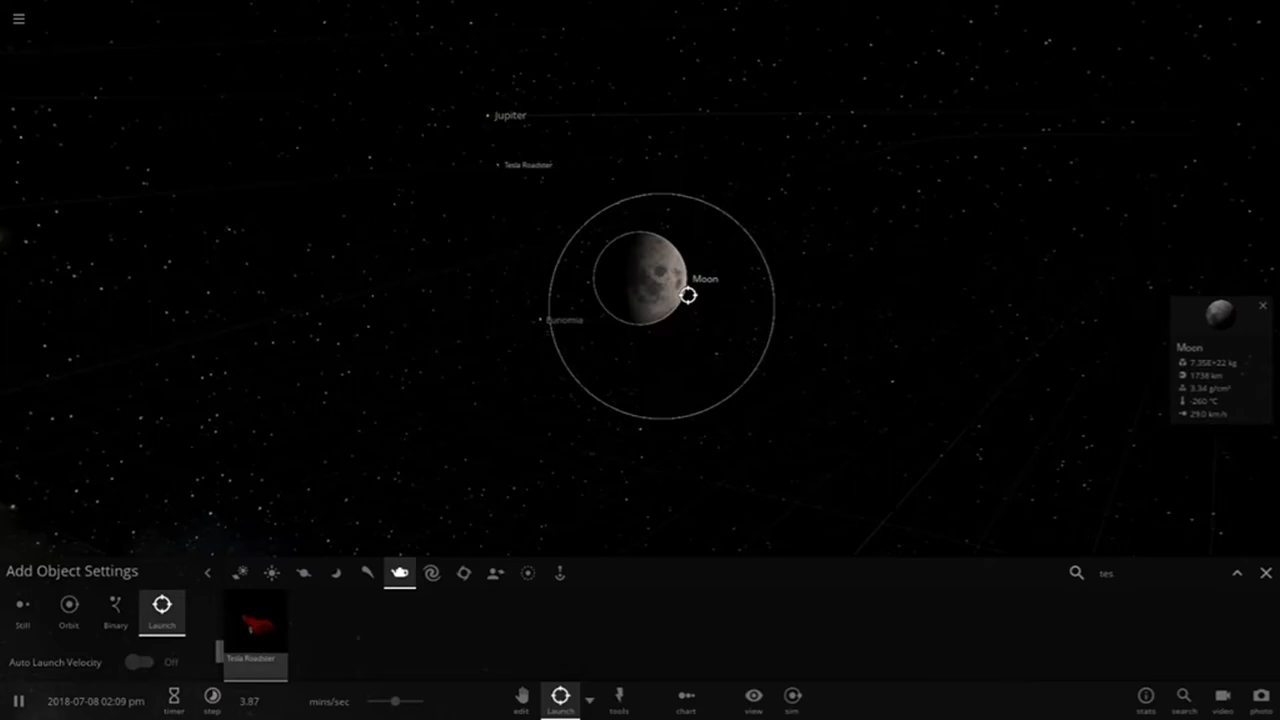 Jupiter
Tesla Roadster
Moon
Eunomia
Moon
7.35E+22 kg
1738 km
3.34 g/cm³
-260 °C
29.0 km/s
Add Object Settings
tes
Still
Orbit
Binary
Launch
Auto Launch Velocity
Off
Tesla Roadster
2018-07-08 02:09 pm
timer
step
3.87
mins/sec
edit
Launch
tools
chart
view
sim
stats
search
video
photo